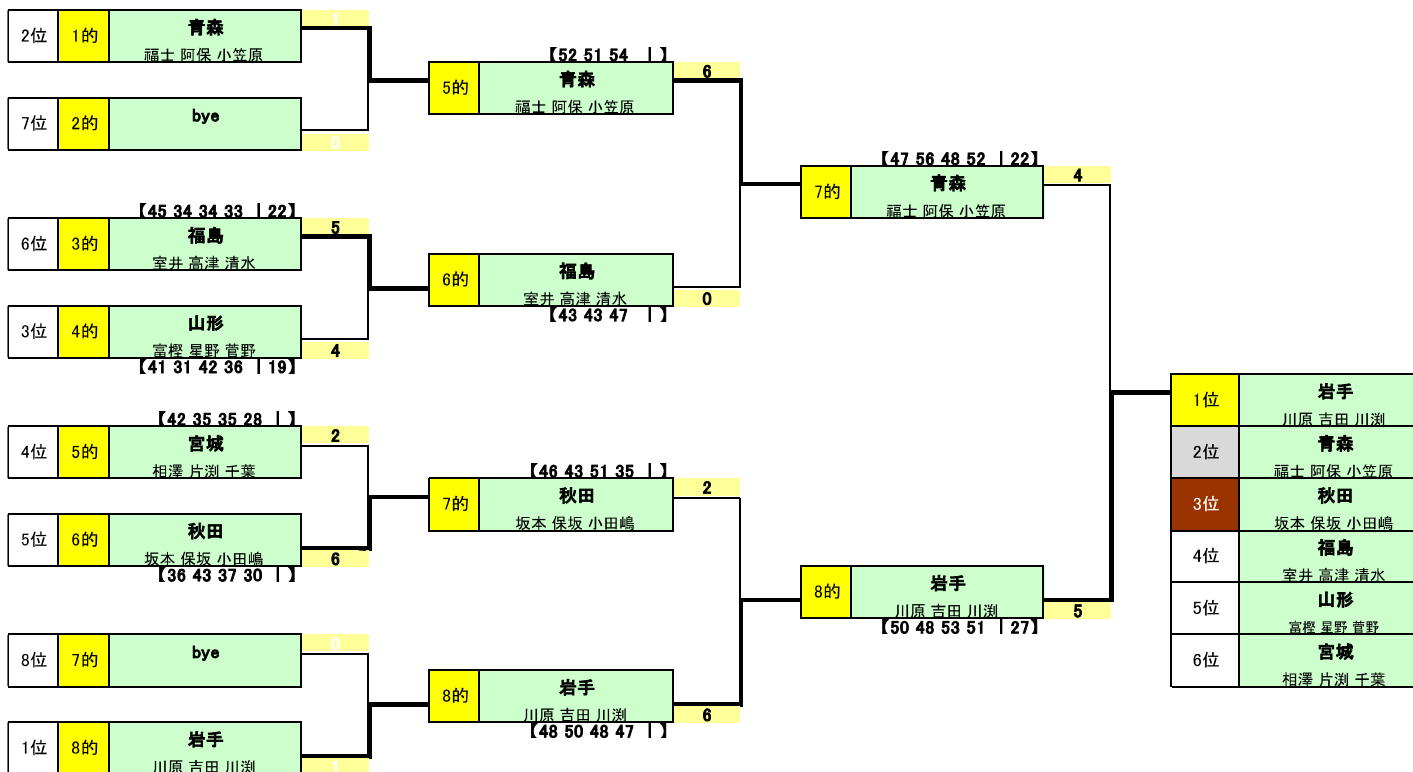 2位 1的 青森 1
福士 阿保 小笠原
7位 2的 bye 0
【45 34 34 33 | 22】
6位 3的 福島 5
室井 高津 清水
3位 4的 山形
富樫 星野 菅野 4
【41 31 42 36 | 19】
【42 35 35 28 | 】
4位 5的 宮城 2
相澤 片渕 千葉
5位 6的 秋田
坂本 保坂 小田嶋 6
【36 43 37 30 | 】
8位 7的 bye 0
1位 8的 岩手
川原 吉田 川渕 1
【52 51 54 | 】
5的 青森 6
福士 阿保 小笠原
6的 福島
室井 高津 清水 0
【43 43 47 | 】
【46 43 51 35 | 】
7的 秋田 2
坂本 保坂 小田嶋
8的 岩手
川原 吉田 川渕 6
【48 50 48 47 | 】
【47 56 48 52 | 22】
7的 青森 4
福士 阿保 小笠原
8的 岩手
川原 吉田 川渕 5
【50 48 53 51 | 27】
1位 岩手
川原 吉田 川渕
2位 青森
福士 阿保 小笠原
3位 秋田
坂本 保坂 小田嶋
4位 福島
室井 高津 清水
5位 山形
富樫 星野 菅野
6位 宮城
相澤 片渕 千葉